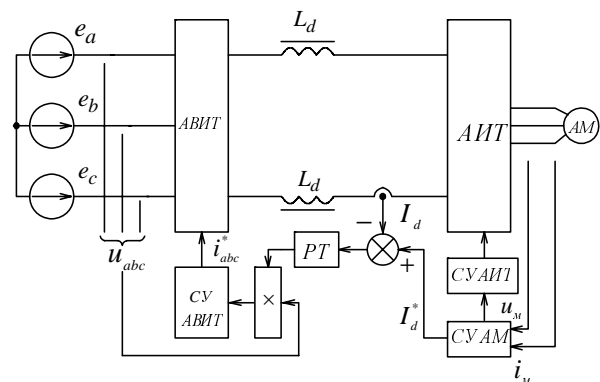 e_a
L_d
e_b
АВИТ
АИТ
АМ
e_c
L_d
−
I_d
u_abc
i*_abc
РТ
+
СУАИТ
СУ
АВИТ
×
I*_d
u_м
СУАМ
i_м